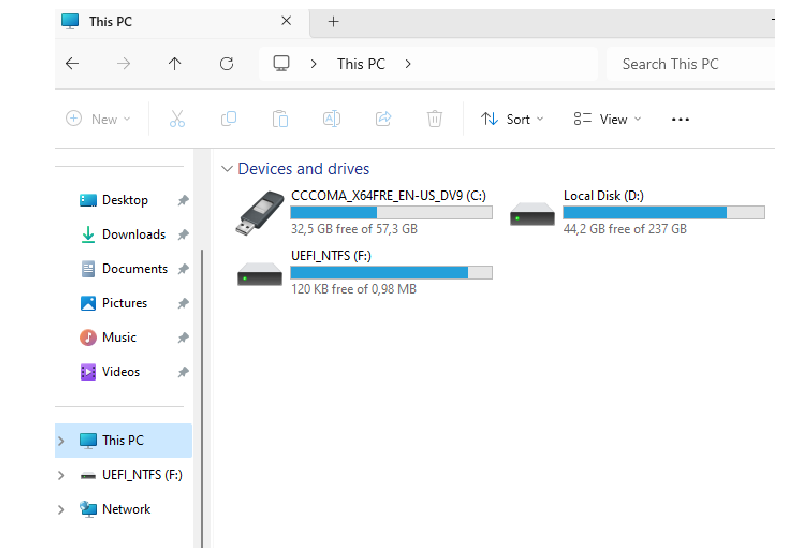 This PC
This PC
Search This PC
New
Sort
View
Devices and drives
CCCOMA_X64FRE_EN-US_DV9 (C:)
32,5 GB free of 57,3 GB
Local Disk (D:)
44,2 GB free of 237 GB
UEFI_NTFS (F:)
120 KB free of 0,98 MB
Desktop
Downloads
Documents
Pictures
Music
Videos
This PC
UEFI_NTFS (F:)
Network